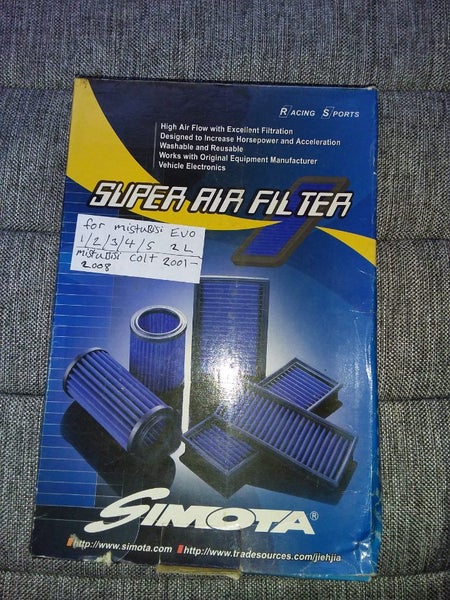 RACING SPORTS
High Air Flow with Excellent Filtration
Designed to Increase Horsepower and Acceleration
Washable and Reusable
Works with Original Equipment Manufacturer
Vehicle Electronics
SUPER AIR FILTER
for mistuBisi EVO
1/2/3/4/5 2L
mistuBisi colt 2001-
2008
SIMOTA®
http://www.simota.com http://www.tradesources.com/jiehjia